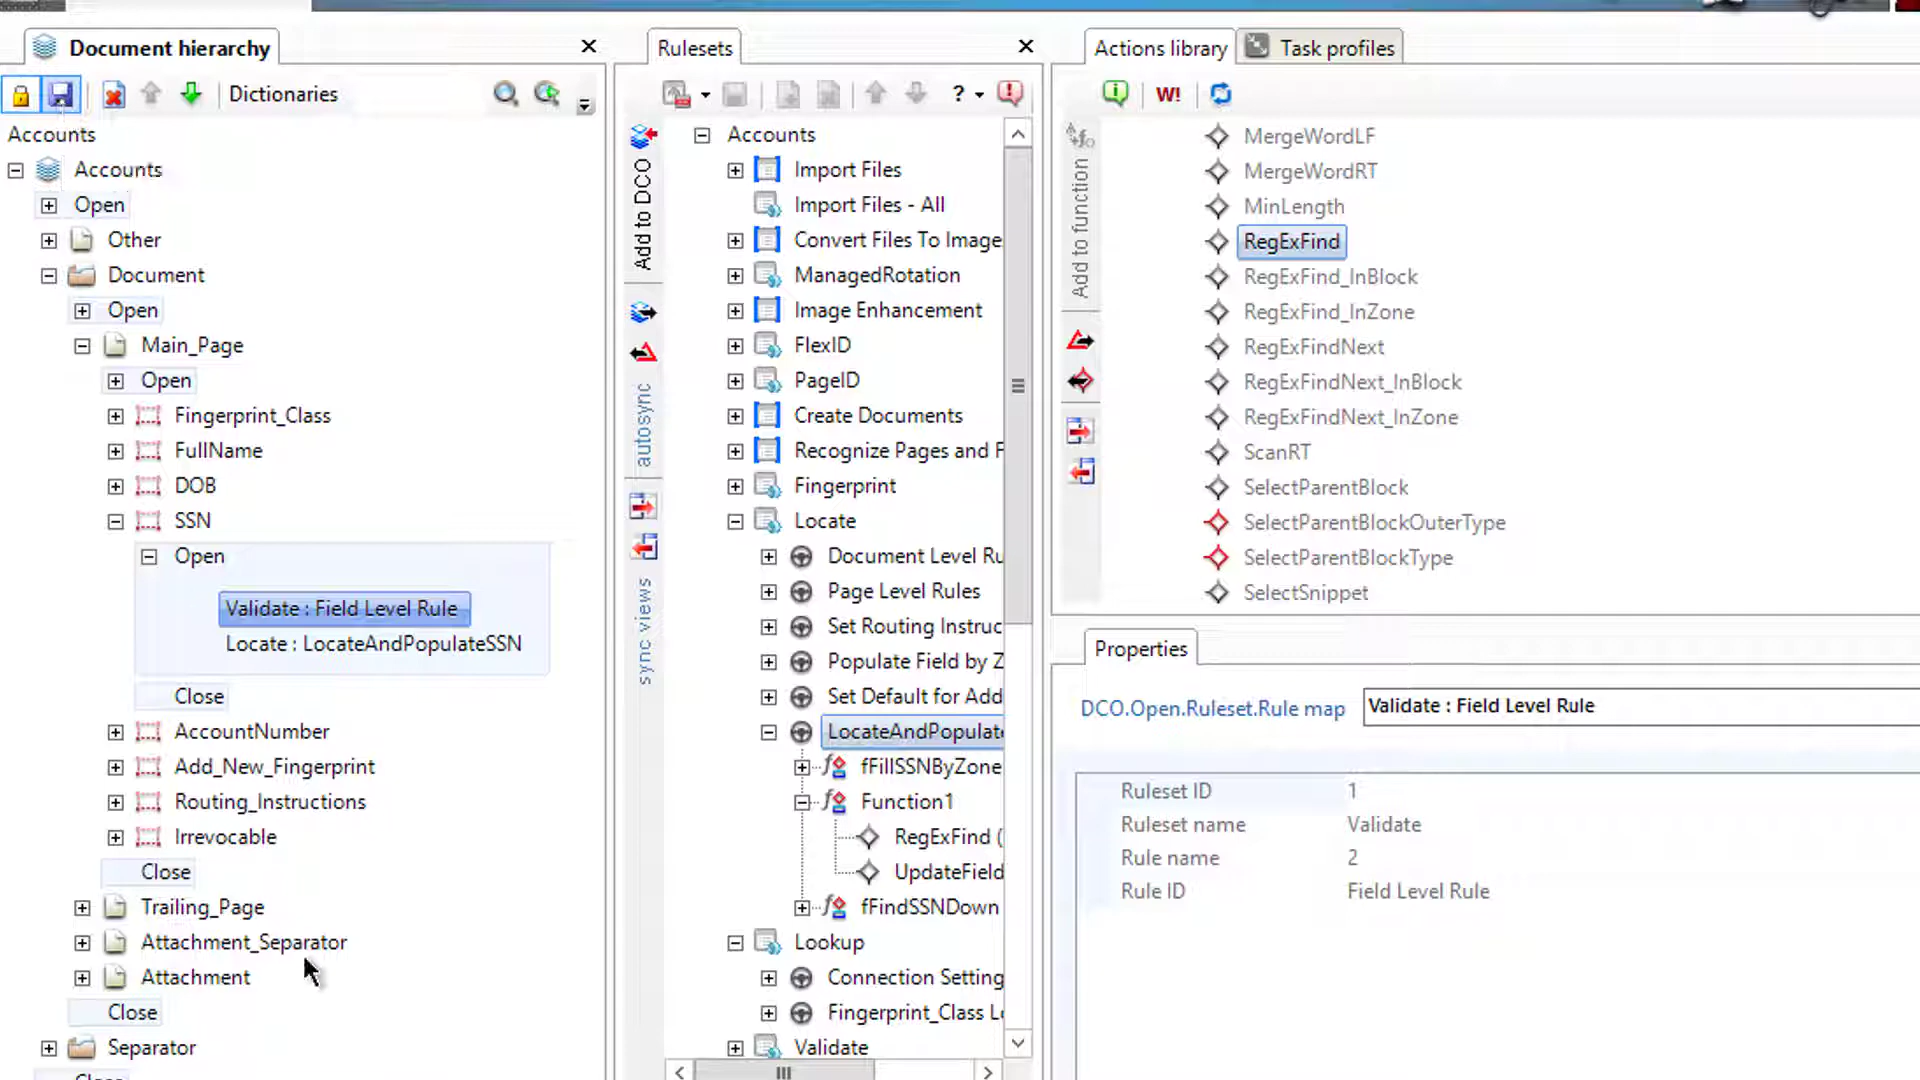 Document hierarchy
Dictionaries
Accounts
Accounts
Open
Other
Document
Open
Main_Page
Open
Fingerprint_Class
FullName
DOB
SSN
Open
Validate : Field Level Rule
Locate : LocateAndPopulateSSN
Close
AccountNumber
Add_New_Fingerprint
Routing_Instructions
Irrevocable
Close
Trailing_Page
Attachment_Separator
Attachment
Close
Separator
Rulesets
?
Add to DCO
autosync
sync views
Accounts
Import Files
Import Files - All
Convert Files To Image
ManagedRotation
Image Enhancement
FlexID
PageID
Create Documents
Recognize Pages and F
Fingerprint
Locate
Document Level Ru
Page Level Rules
Set Routing Instruc
Populate Field by Z
Set Default for Add
LocateAndPopulate
fFillSSNByZone
Function1
RegExFind (
UpdateField
fFindSSNDown
Lookup
Connection Setting
Fingerprint_Class L
Validate
Actions library
Task profiles
W!
Add to function
MergeWordLF
MergeWordRT
MinLength
RegExFind
RegExFind_InBlock
RegExFind_InZone
RegExFindNext
RegExFindNext_InBlock
RegExFindNext_InZone
ScanRT
SelectParentBlock
SelectParentBlockOuterType
SelectParentBlockType
SelectSnippet
Properties
DCO.Open.Ruleset.Rule map Validate : Field Level Rule
Ruleset ID 1
Ruleset name Validate
Rule name 2
Rule ID Field Level Rule